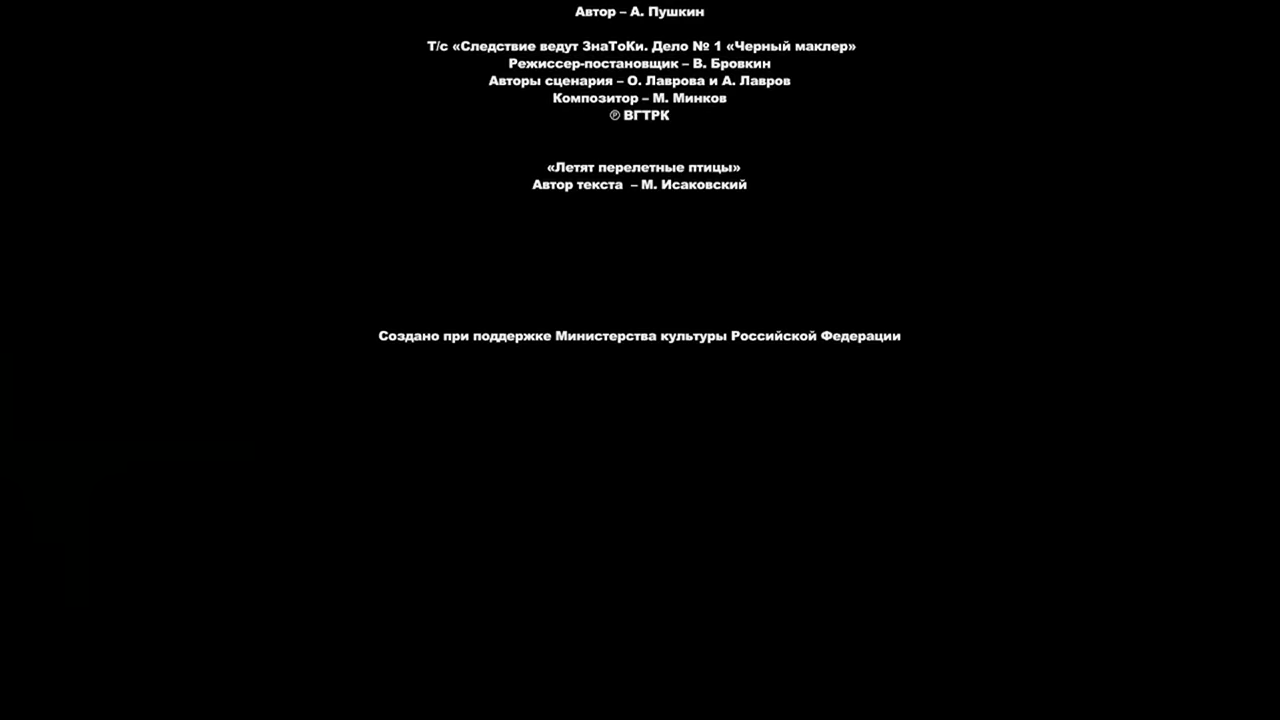 Автор – А. Пушкин
Т/с «Следствие ведут ЗнаТоКи. Дело № 1 «Черный маклер»
Режиссер-постановщик – В. Бровкин
Авторы сценария – О. Лаврова и А. Лавров
Композитор – М. Минков
℗ ВГТРК
«Летят перелетные птицы»
Автор текста – М. Исаковский
Создано при поддержке Министерства культуры Российской Федерации